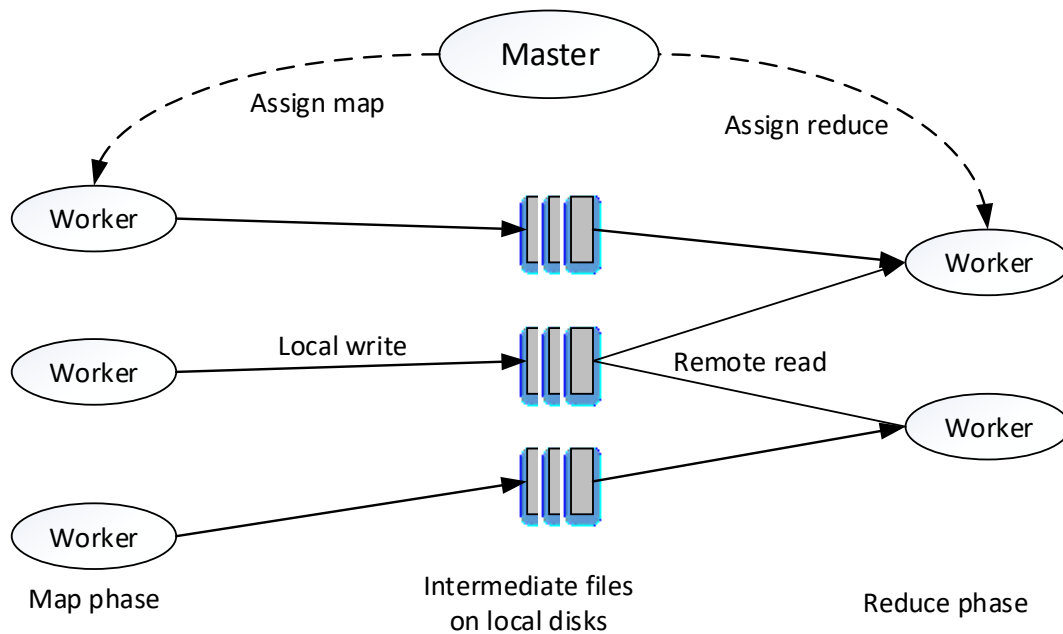 Master
Assign map
Assign reduce
Worker
Worker
Local write
Worker
Remote read
Worker
Worker
Map phase
Intermediate files
on local disks
Reduce phase